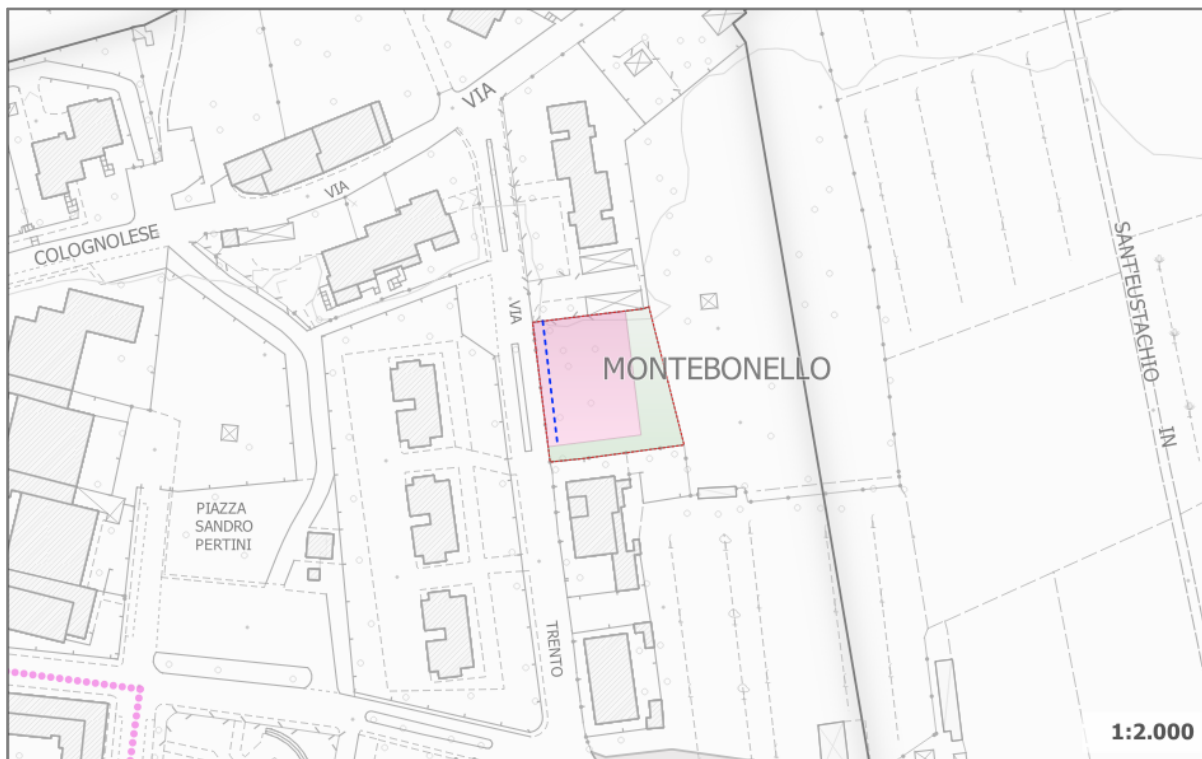 VIA
VIA
COLOGNOLESE
SANT'EUSTACHIO IN
VIA
MONTEBONELLO
PIAZZA
SANDRO
PERTINI
TRENTO
1:2.000